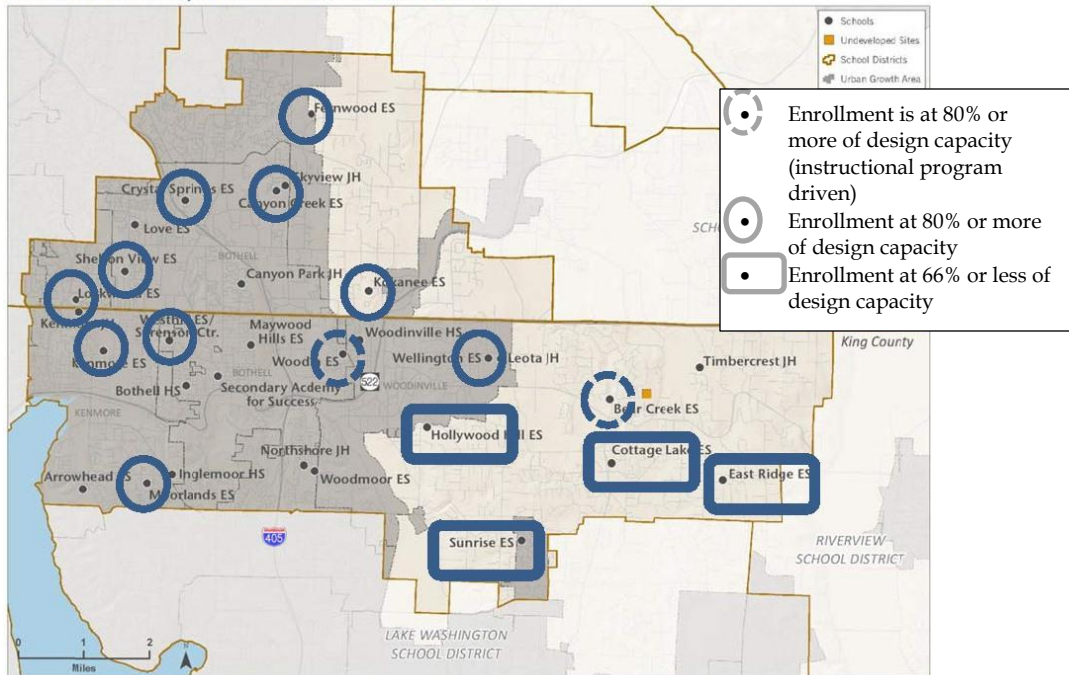 Schools
Undeveloped Sites
School Districts
Urban Growth Area
Enrollment is at 80% or
more of design capacity
(instructional program
driven)
Enrollment at 80% or more
of design capacity
Enrollment at 66% or less of
design capacity
Fernwood ES
Skyview JH
Crystal Springs ES
Canyon Creek ES
Love ES
Shelton View ES
BOTHELL
Canyon Park JH
Kokanee ES
Lockwood ES
Westhill ES/
Sorenson Ctr.
Maywood
Hills ES
Woodinville HS
Kenmore ES
Woodin ES
Wellington ES
Leota JH
Timbercrest JH
King County
BOTHELL
522
WOODINVILLE
Bothell HS
Secondary Academy
for Success
KENMORE
Bear Creek ES
Hollywood Hill ES
Cottage Lake ES
Northshore JH
East Ridge ES
Arrowhead ES
Inglemoor HS
Woodmoor ES
Moorlands ES
405
Sunrise ES
RIVERVIEW
SCHOOL DISTRICT
LAKE WASHINGTON
SCHOOL DISTRICT
0 1 2
Miles
N